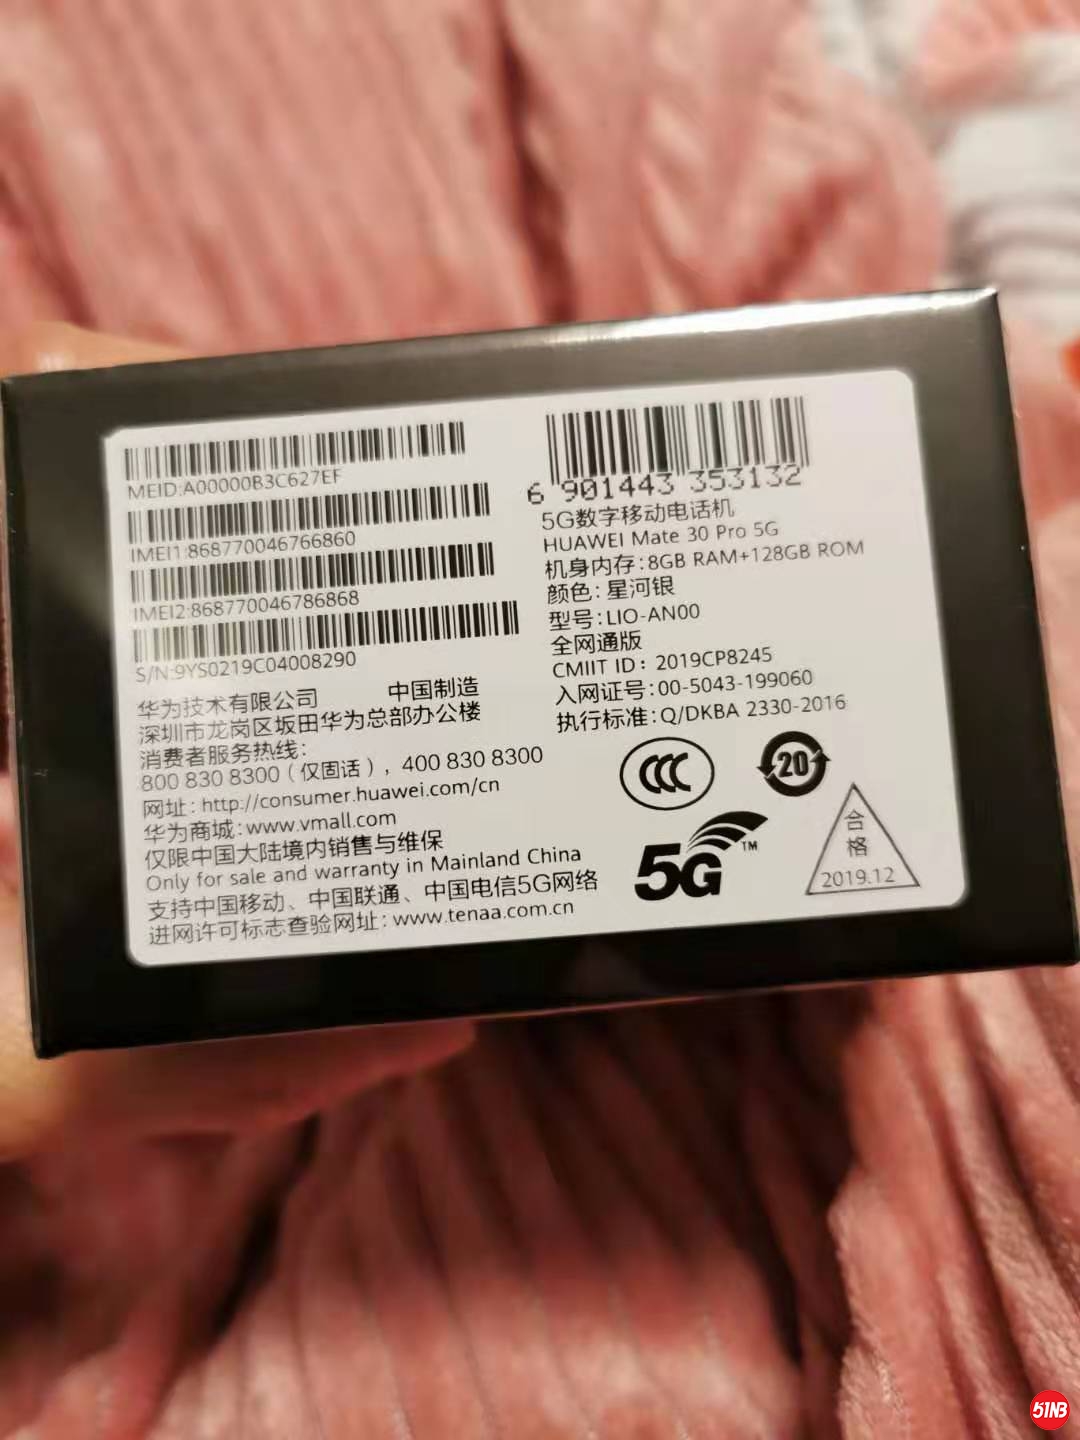 MEID:A00000B3C627EF
IMEI1:868770046766860
IMEI2:868770046786868
S/N:9YS0219C04008290
华为技术有限公司 中国制造
深圳市龙岗区坂田华为总部办公楼
消费者服务热线:
800 830 8300(仅固话),400 830 8300
网址:http://consumer.huawei.com/cn
华为商城:www.vmall.com
仅限中国大陆境内销售与维保
Only for sale and warranty in Mainland China
支持中国移动、中国联通、中国电信5G网络
进网许可标志查验网址:www.tenaa.com.cn
6 901443 353132
5G数字移动电话机
HUAWEI Mate 30 Pro 5G
机身内存:8GB RAM+128GB ROM
颜色:星河银
型号:LIO-AN00
全网通版
CMIIT ID: 2019CP8245
入网证号:00-5043-199060
执行标准:Q/DKBA 2330-2016
CCC
20
5G TM
合
格
2019.12
51NB